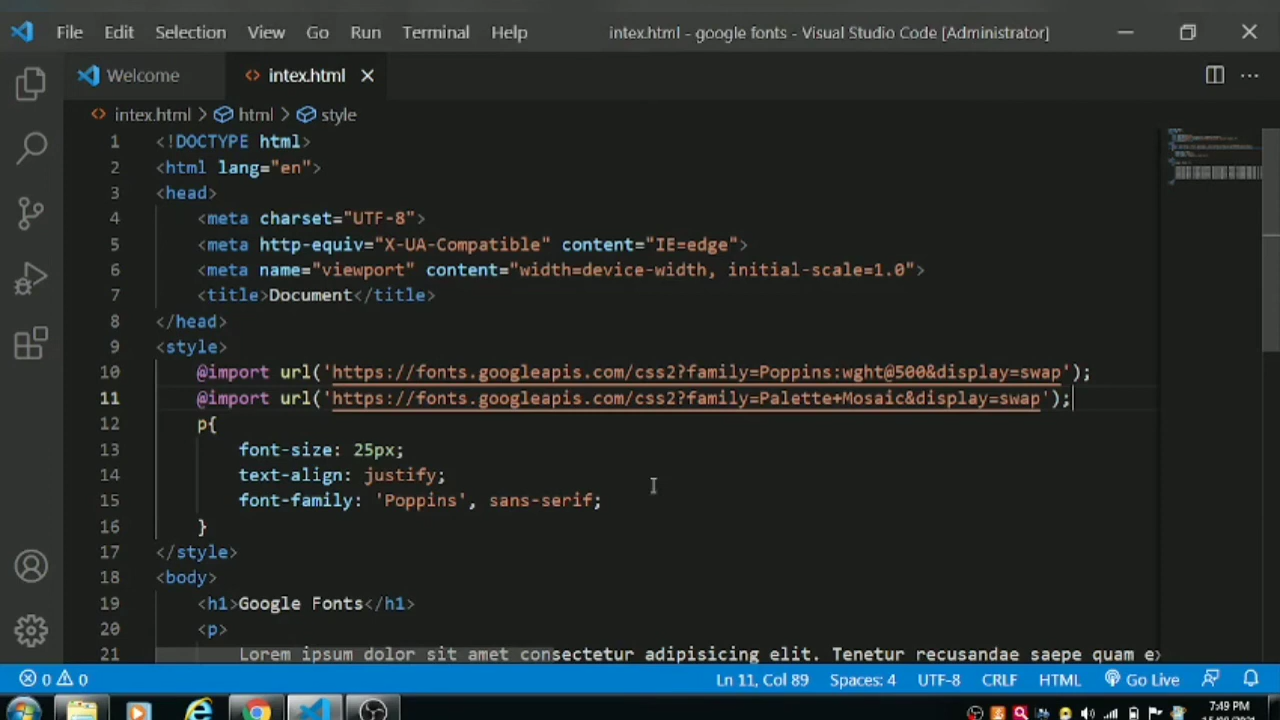 File Edit Selection View Go Run Terminal Help intex.html - google fonts - Visual Studio Code [Administrator]
Welcome <> intex.html
<> intex.html > html > style
1 <!DOCTYPE html>
2 <html lang="en">
3 <head>
4 <meta charset="UTF-8">
5 <meta http-equiv="X-UA-Compatible" content="IE=edge">
6 <meta name="viewport" content="width=device-width, initial-scale=1.0">
7 <title>Document</title>
8 </head>
9 <style>
10 @import url('https://fonts.googleapis.com/css2?family=Poppins:wght@500&display=swap');
11 @import url('https://fonts.googleapis.com/css2?family=Palette+Mosaic&display=swap');
12 p{
13 font-size: 25px;
14 text-align: justify;
15 font-family: 'Poppins', sans-serif;
16 }
17 </style>
18 <body>
19 <h1>Google Fonts</h1>
20 <p>
21 Lorem ipsum dolor sit amet consectetur adipisicing elit. Tenetur recusandae saepe quam
0 0 Ln 11, Col 89 Spaces: 4 UTF-8 CRLF HTML Go Live
7:49 PM